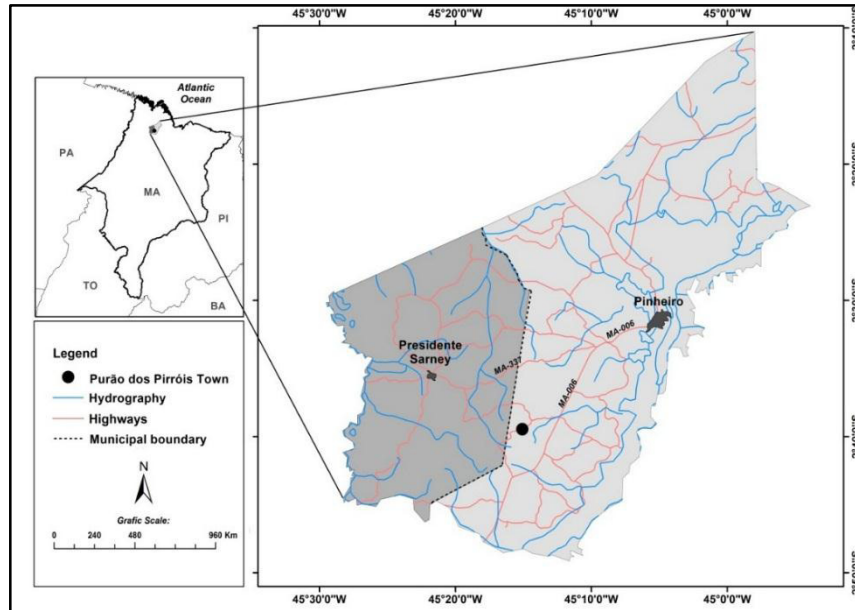 45°30'0"W 45°20'0"W 45°10'0"W 45°0'0"W
Atlantic
Ocean
PA
MA
PI
TO
BA
Legend
Purão dos Pirróis Town
Hydrography
Highways
Municipal boundary
N
Grafic Scale:
0 240 480 960 Km
Pinheiro
MA-006
Presidente
Sarney
MA-337
MA-006
45°30'0"W 45°20'0"W 45°10'0"W 45°0'0"W